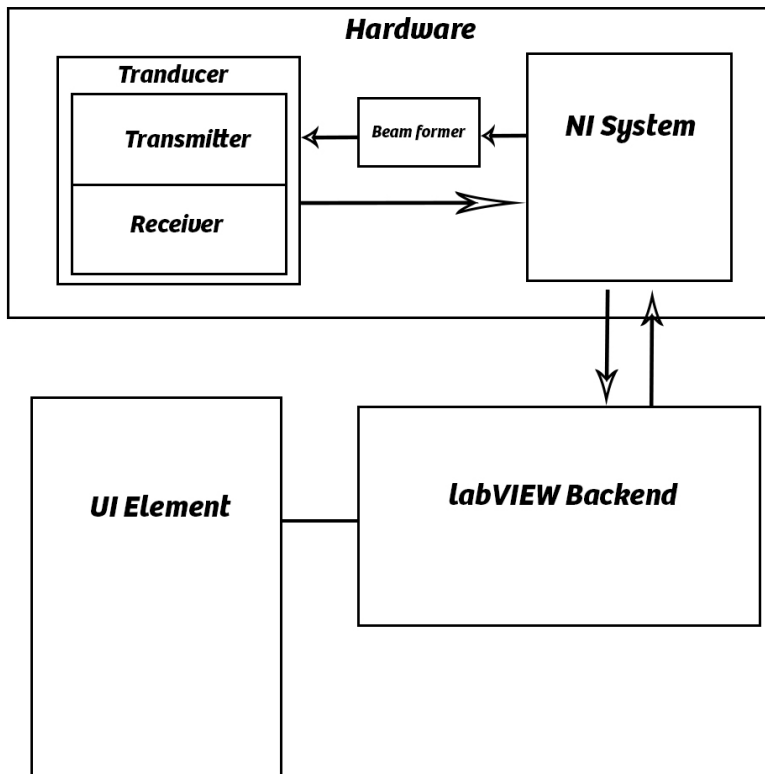 Hardware
Tranducer
Transmitter
Receiver
Beam former
NI System
UI Element
labVIEW Backend